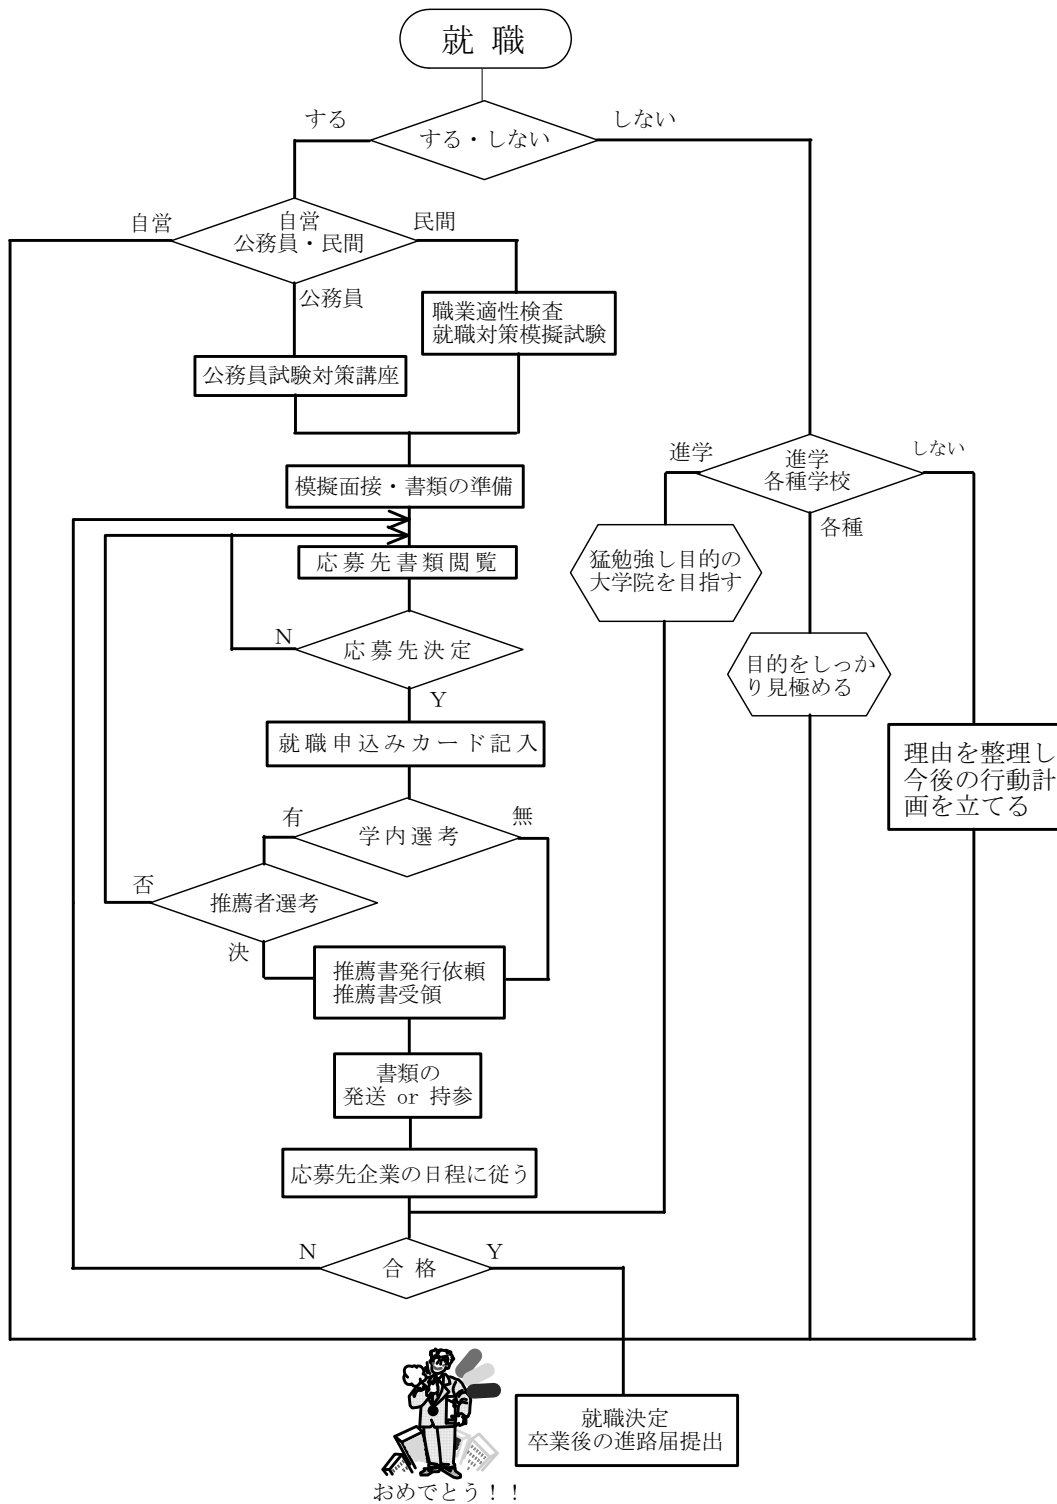 就 職
する
する・しない
しない
自営
自営
公務員・民間
民間
公務員
職業適性検査
就職対策模擬試験
公務員試験対策講座
進学
進学
各種学校
しない
各種
模擬面接・書類の準備
応募先書類閲覧
猛勉強し目的の
大学院を目指す
N
応募先決定
Y
目的をしっか
り見極める
就職申込みカード記入
理由を整理し
今後の行動計
画を立てる
有
学内選考
無
否
推薦者選考
決
推薦書発行依頼
推薦書受領
書類の
発送 or 持参
応募先企業の日程に従う
N
合 格
Y
就職決定
卒業後の進路届提出
おめでとう!!